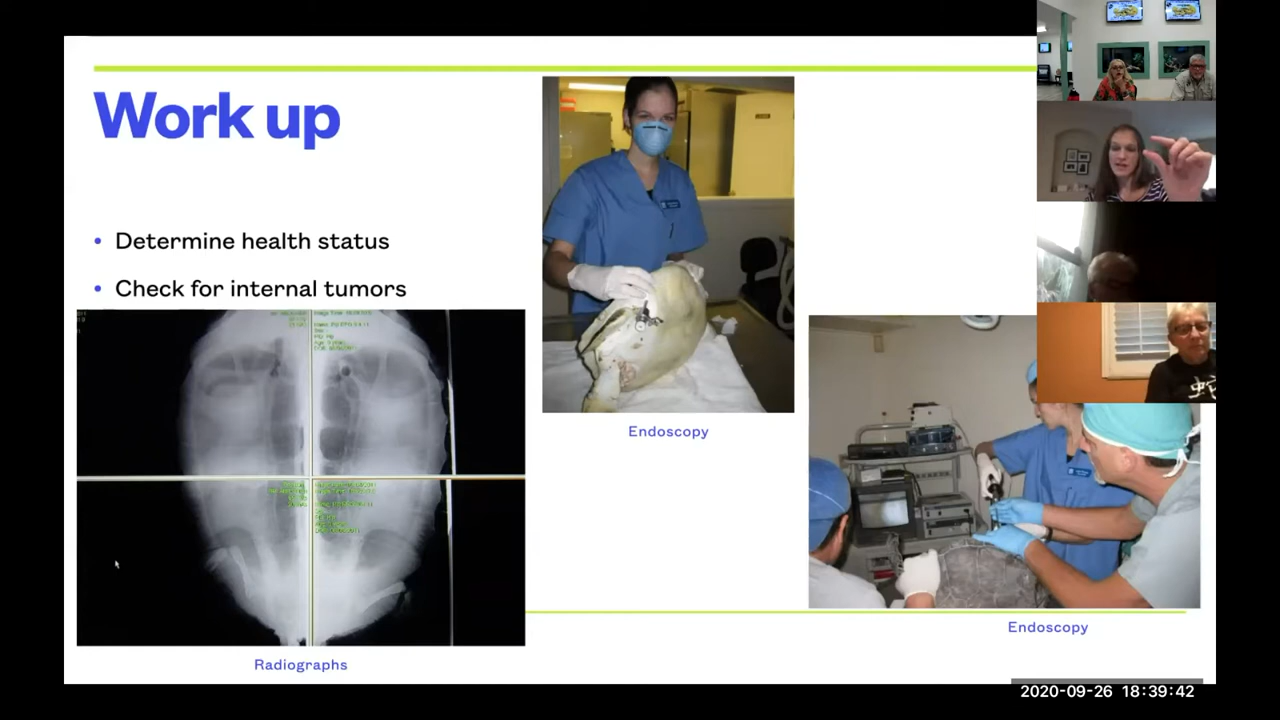 Work up
• Determine health status
• Check for internal tumors
Endoscopy
Endoscopy
Radiographs
2020-09-26 18:39:42